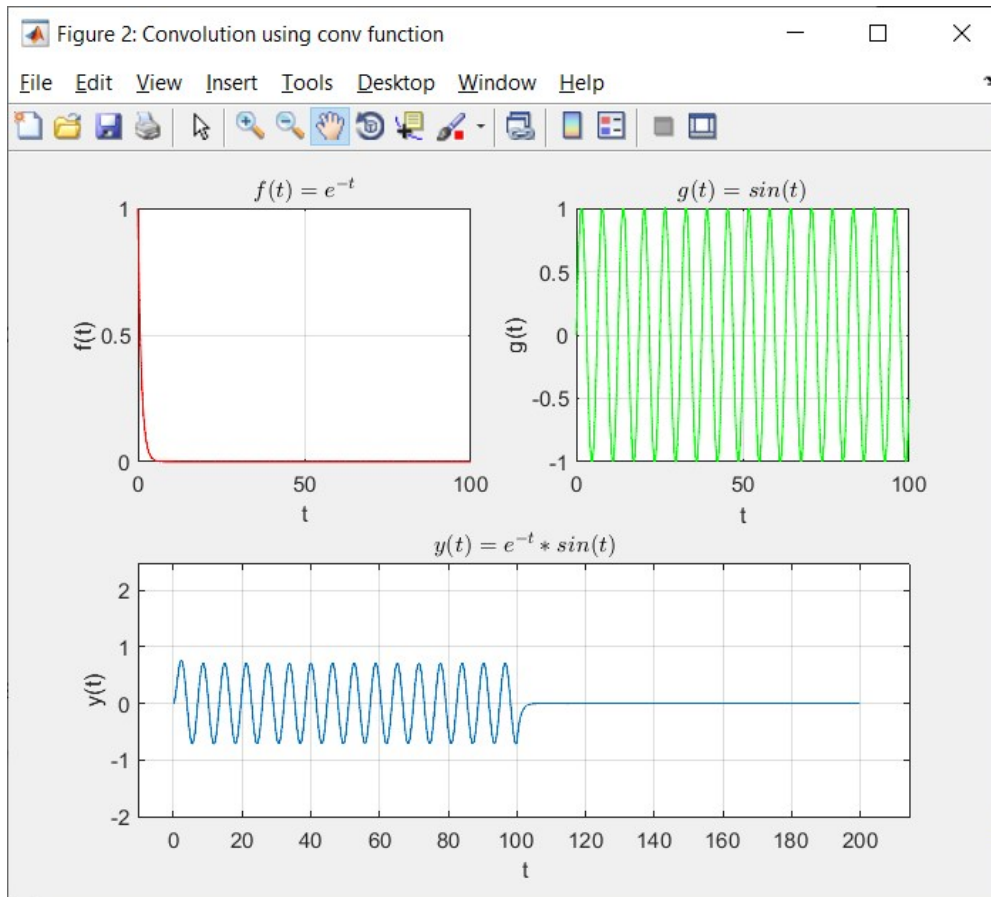 Figure 2: Convolution using conv function
File Edit View Insert Tools Desktop Window Help
f(t) = e^{-t}
1
0.5
0
f(t)
0 50 100
t
g(t) = sin(t)
1
0.5
0
-0.5
-1
g(t)
0 50 100
t
y(t) = e^{-t} * sin(t)
2
1
0
-1
-2
y(t)
0 20 40 60 80 100 120 140 160 180 200
t